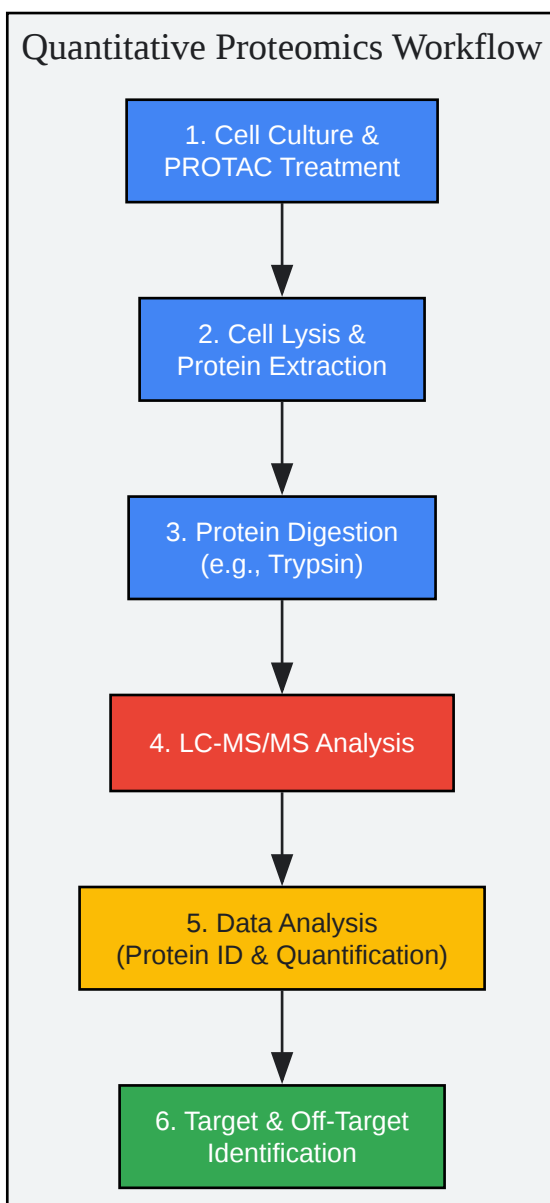 Quantitative Proteomics Workflow
1. Cell Culture &
PROTAC Treatment
2. Cell Lysis &
Protein Extraction
3. Protein Digestion
(e.g., Trypsin)
4. LC-MS/MS Analysis
5. Data Analysis
(Protein ID & Quantification)
6. Target & Off-Target
Identification